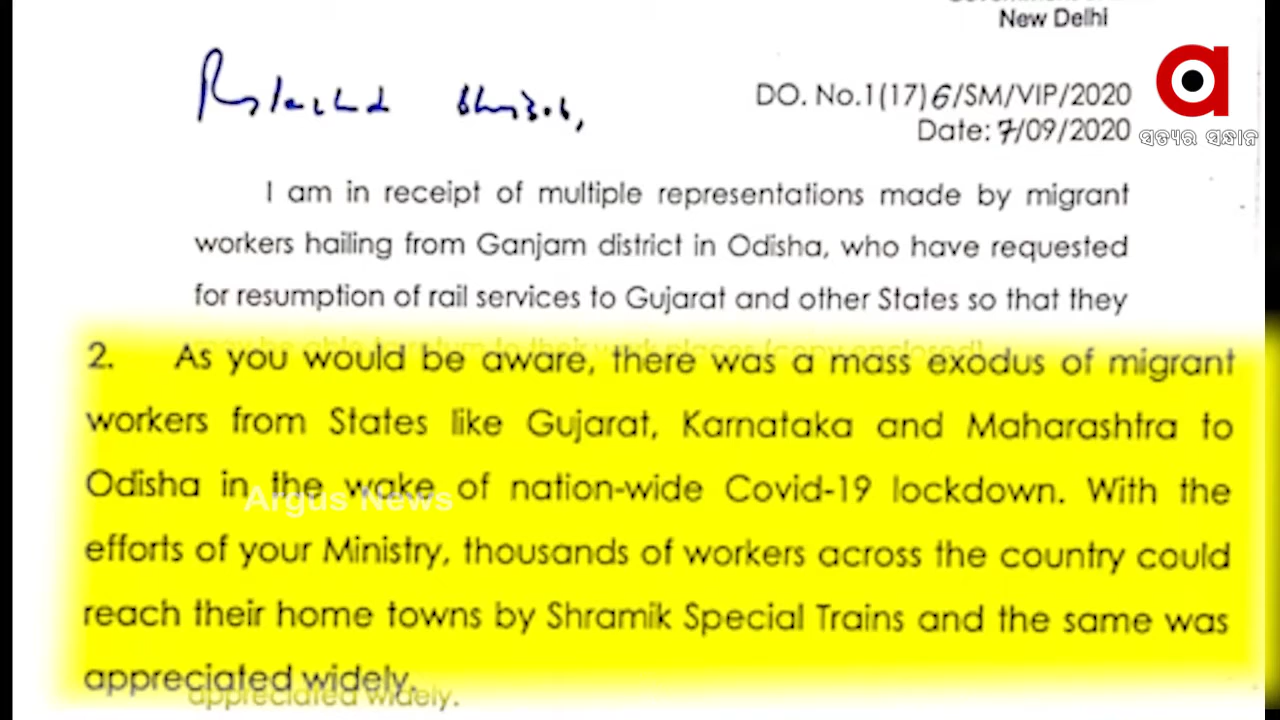 New Delhi
DO. No.1(17)6/SM/VIP/2020
Date: 7/09/2020
a
ସତ୍ୟର ସନ୍ଧାନ
I am in receipt of multiple representations made by migrant
workers hailing from Ganjam district in Odisha, who have requested
for resumption of rail services to Gujarat and other States so that they
2. As you would be aware, there was a mass exodus of migrant
workers from States like Gujarat, Karnataka and Maharashtra to
Odisha in the wake of nation-wide Covid-19 lockdown. With the
Argus News
efforts of your Ministry, thousands of workers across the country could
reach their home towns by Shramik Special Trains and the same was
appreciated widely.
appreciated widely.